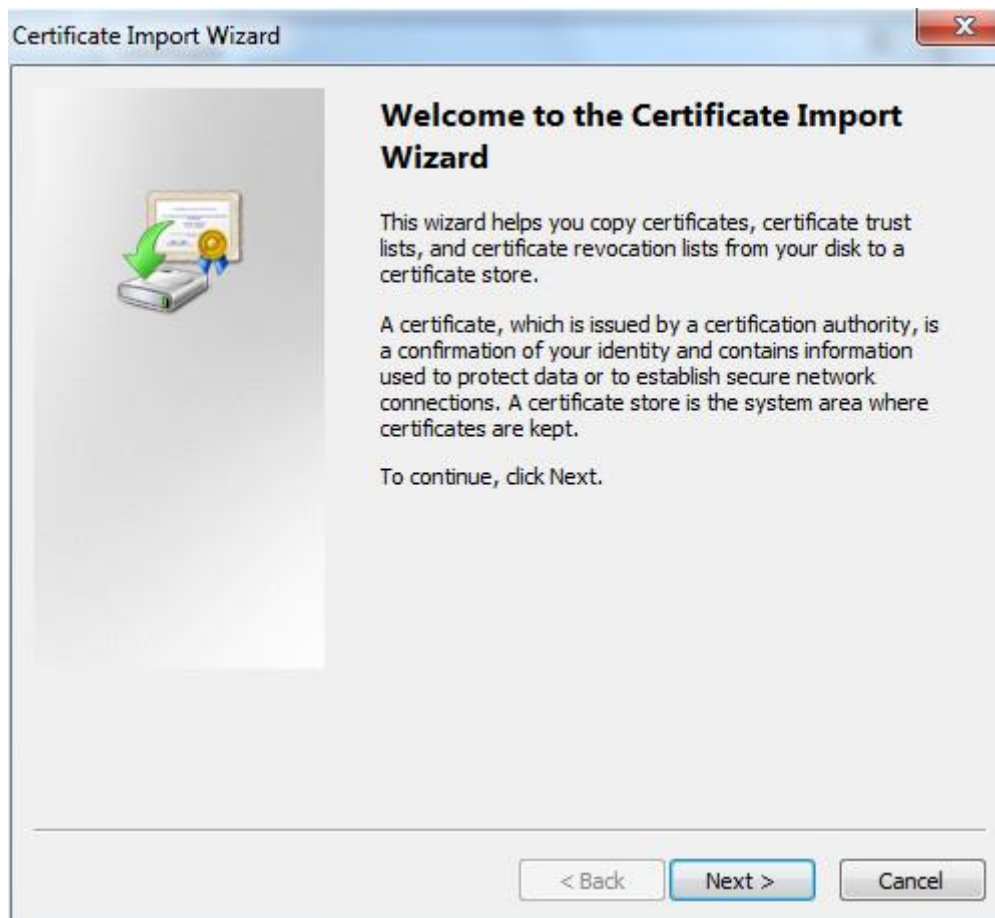 Certificate Import Wizard
X
Welcome to the Certificate Import
Wizard
This wizard helps you copy certificates, certificate trust
lists, and certificate revocation lists from your disk to a
certificate store.
A certificate, which is issued by a certification authority, is
a confirmation of your identity and contains information
used to protect data or to establish secure network
connections. A certificate store is the system area where
certificates are kept.
To continue, click Next.
< Back
Next >
Cancel